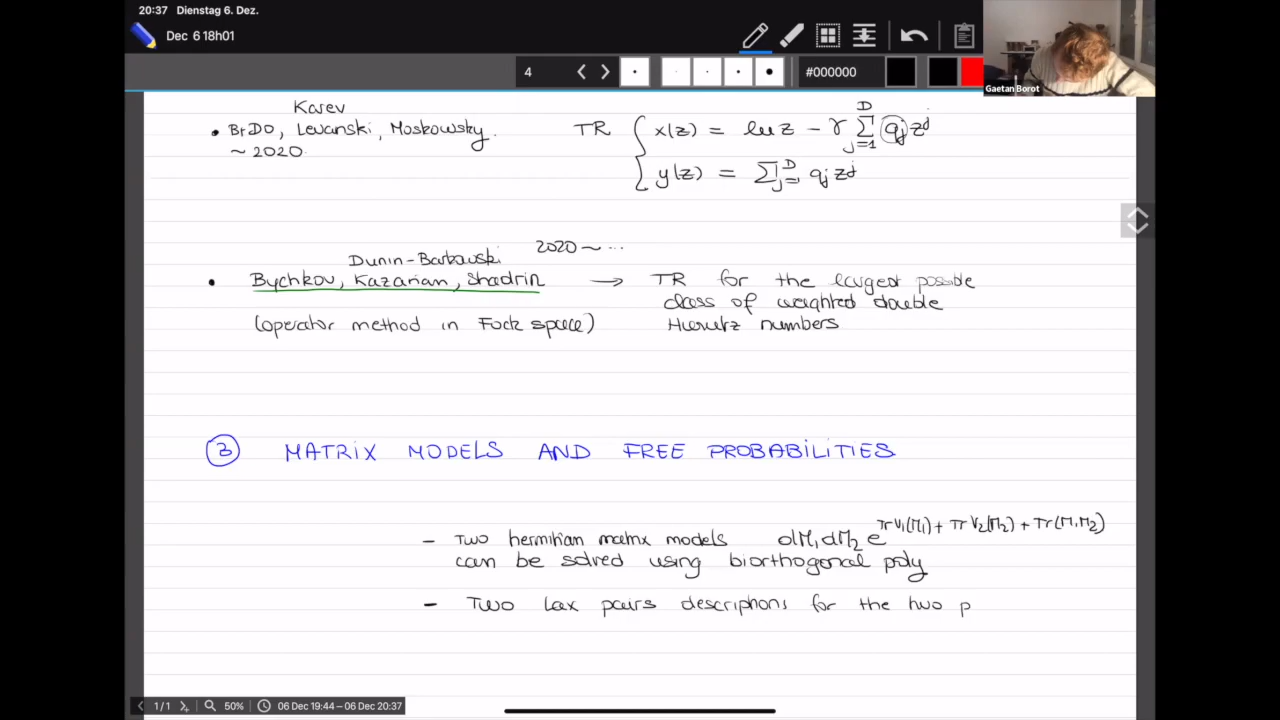 20:37 Dienstag 6. Dez.
Dec 6 18h01
4
#000000
Gaetan Borot
Karev
• BrDO, Levanski, Moskowsky.
~ 2020
TR { x(z) = ln z - γ Σ_{j=1}^{D} q_j z^j
y(z) = Σ_{j=1}^{D} q_j z^j
Dunin-Barkowski 2020 ~ ...
• Bychkov, Kazarian, Shadrin → TR for the largest possible
class of weighted double
(operator method in Fock space) Hurwitz numbers
③ MATRIX MODELS AND FREE PROBABILITIES
- Two hermitian matrix models dM₁dM₂ e^{Tr V₁(M₁) + Tr V₂(M₂) + Tr(M₁M₂)}
can be solved using biorthogonal poly
- Two Lax pairs descriptions for the two p
1/1 50% 06 Dec 19:44 – 06 Dec 20:37